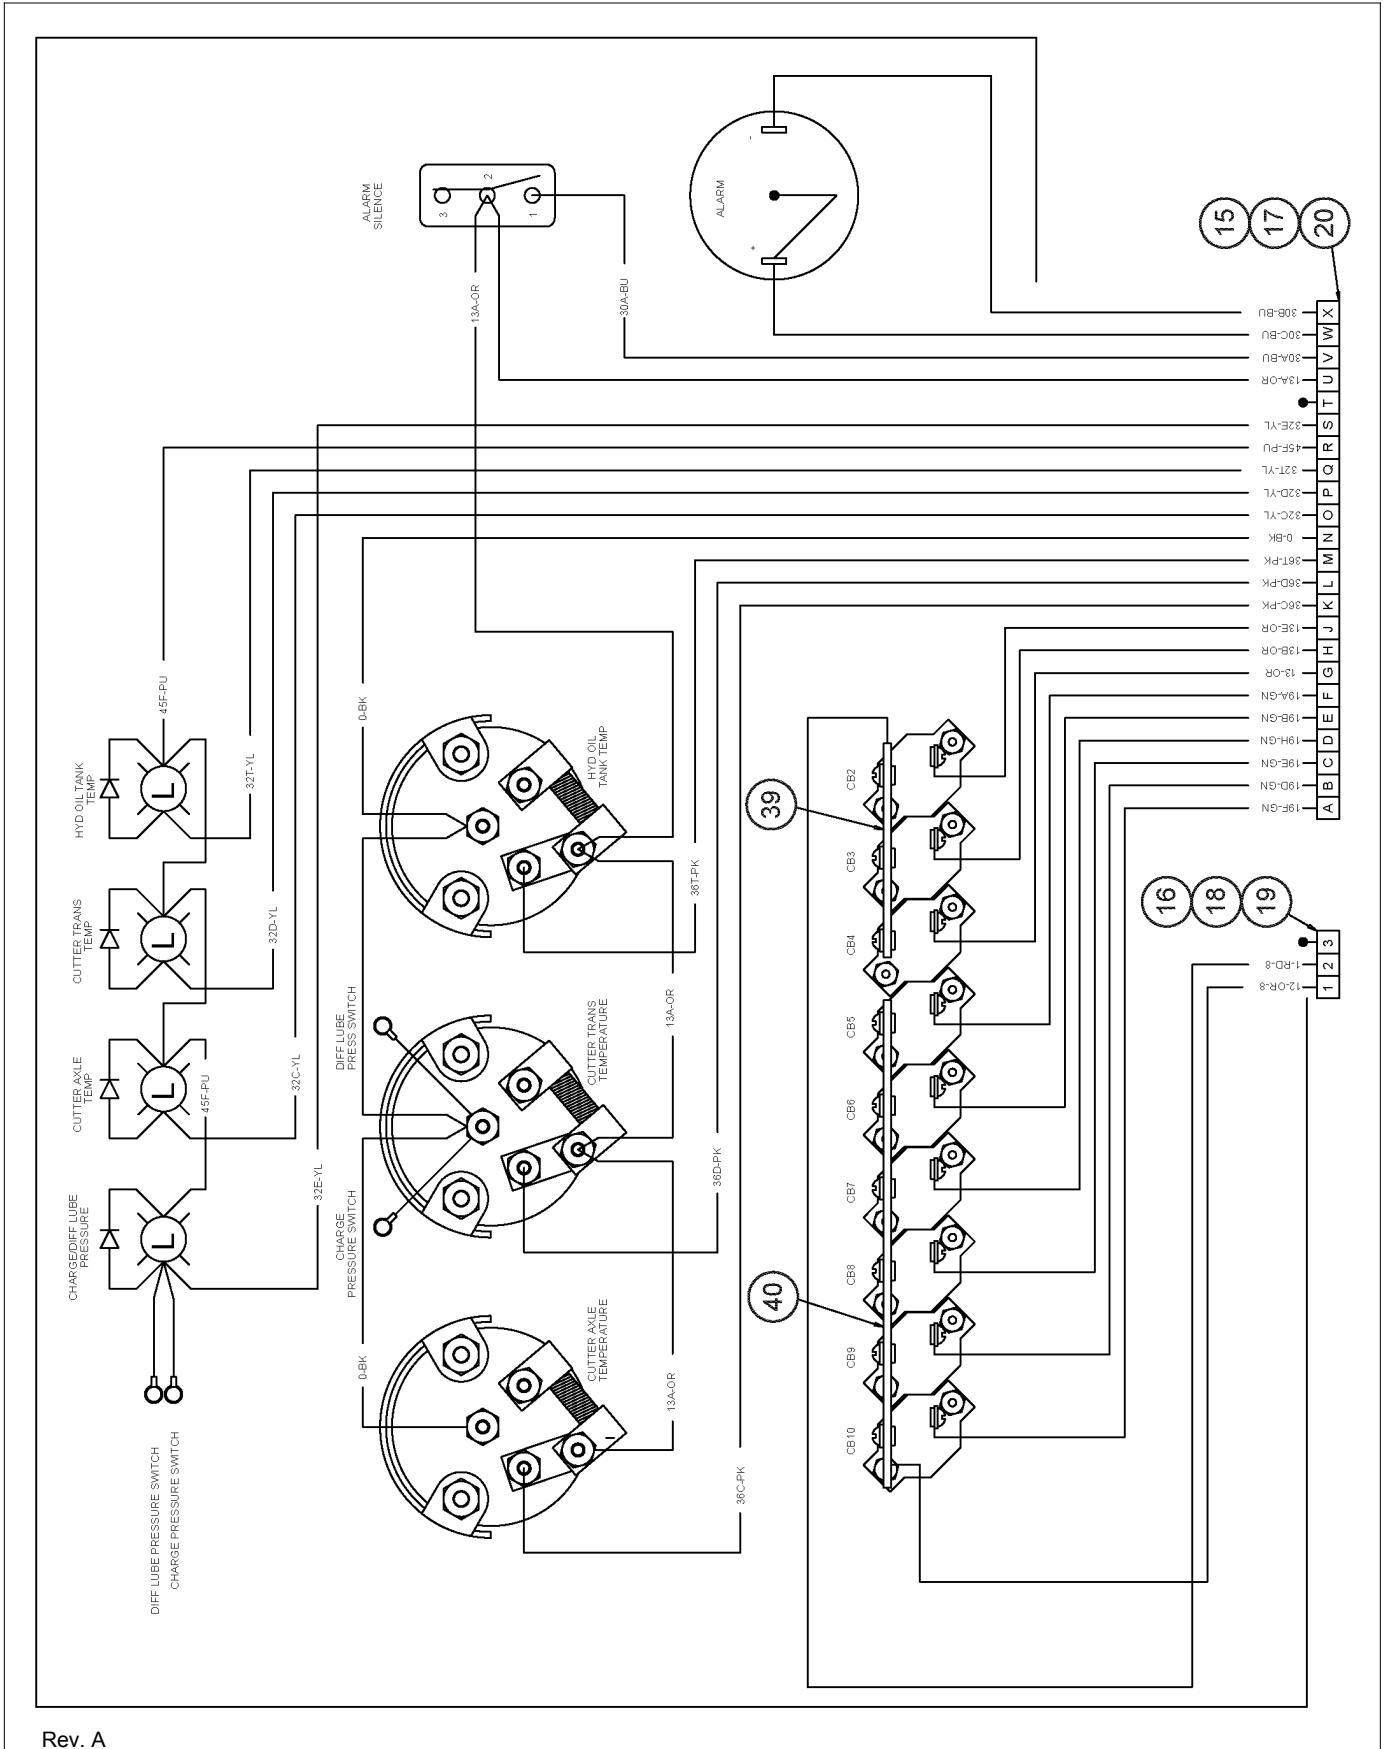 HYD OIL TANK
TEMP
CUTTER TRANS
TEMP
CUTTER AXLE
TEMP
CHARGE/DIFF LUBE
PRESSURE
L
L
L
L
45F-PU
32T-YL
32D-YL
45F-PU
32C-YL
32E-YL
DIFF LUBE PRESSURE SWITCH
CHARGE PRESSURE SWITCH
ALARM
SILENCE
3
2
1
13A-OR
30A-BU
ALARM
-
+
0-BK
HYD OIL
TANK TEMP
36T-PK
DIFF LUBE
PRESS SWITCH
CUTTER TRANS
TEMPERATURE
13A-OR
36D-PK
CHARGE
PRESSURE SWITCH
0-BK
CUTTER AXLE
TEMPERATURE
13A-OR
36C-PK
39
40
CB2
CB3
CB4
CB5
CB6
CB7
CB8
CB9
CB10
15
17
20
30B-BU X
30C-BU W
30A-BU V
13A-OR U
T
32E-YL S
45F-PU R
32T-YL Q
32D-YL P
32C-YL O
0-BK N
36T-PK M
36D-PK L
36C-PK K
13E-OR J
13B-OR H
13-OR G
19A-GN F
19B-GN E
19H-GN D
19E-GN C
19D-GN B
19F-GN A
16
18
19
3
1-RD-8 2
12-OR-8 1
Rev. A